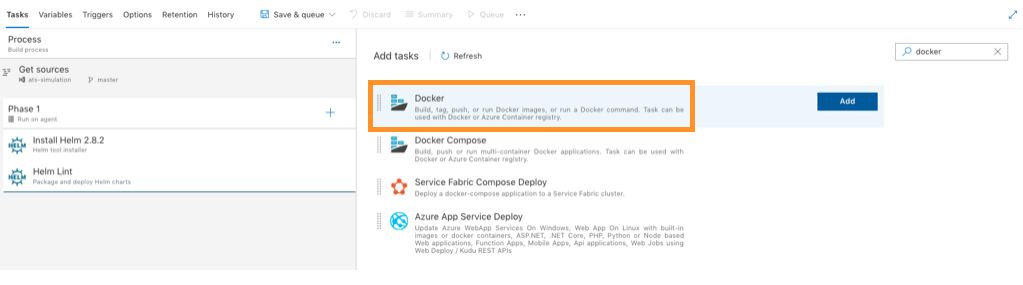 Tasks Variables Triggers Options Retention History Save & queue Discard Summary Queue ...
Process ...
Build process
Get sources
als-simulation master
Phase 1
Run on agent
HELM Install Helm 2.8.2
Helm tool installer
HELM Helm Lint
Package and deploy Helm charts
Add tasks Refresh docker
Docker
Build, tag, push, or run Docker images, or run a Docker command. Task can be
used with Docker or Azure Container registry.
Add
Docker Compose
Build, push or run multi-container Docker applications. Task can be used with
Docker or Azure Container registry.
Service Fabric Compose Deploy
Deploy a docker-compose application to a Service Fabric cluster.
Azure App Service Deploy
Update Azure WebApp Services On Windows, Web App On Linux with built-in
images or docker containers, ASP.NET, .NET Core, PHP, Python or Node based
Web applications, Function Apps, Mobile Apps, Api applications, Web Jobs using
Web Deploy / Kudu REST APIs